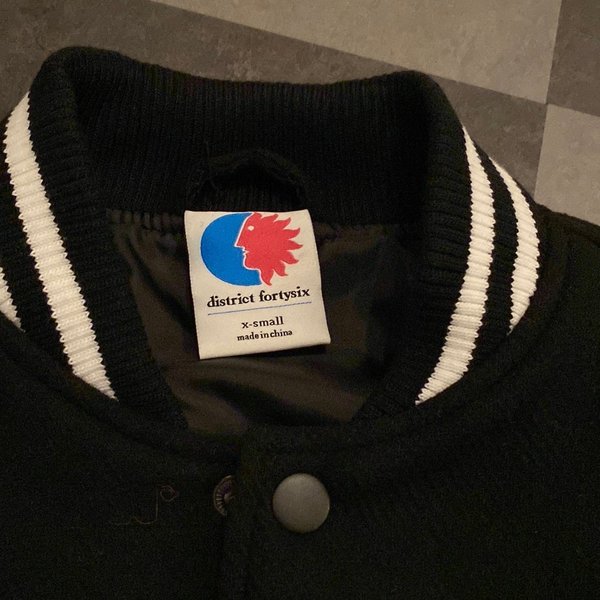 district fortysix
x-small
made in china